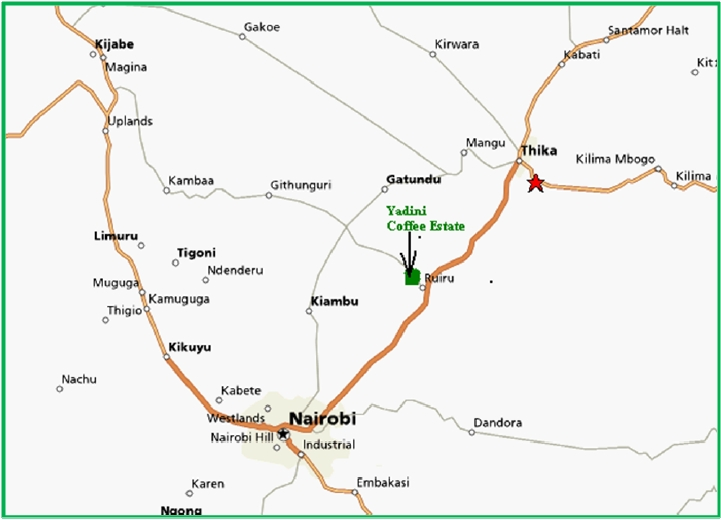 Gakoe
Santamor Halt
Kijabe
Kirwara
Kabati
Magina
Uplands
Mangu
Thika
Kilima Mbogo
Kambaa
Githunguri
Gatundu
Kilima
Yadini
Coffee Estate
Limuru
Tigoni
Ndenderu
Ruiru
Muguga
Kamuguga
Thigio
Kiambu
Kikuyu
Nachu
Kabete
Westlands
Nairobi
Nairobi Hill
Industrial
Dandora
Karen
Embakasi
Ngong